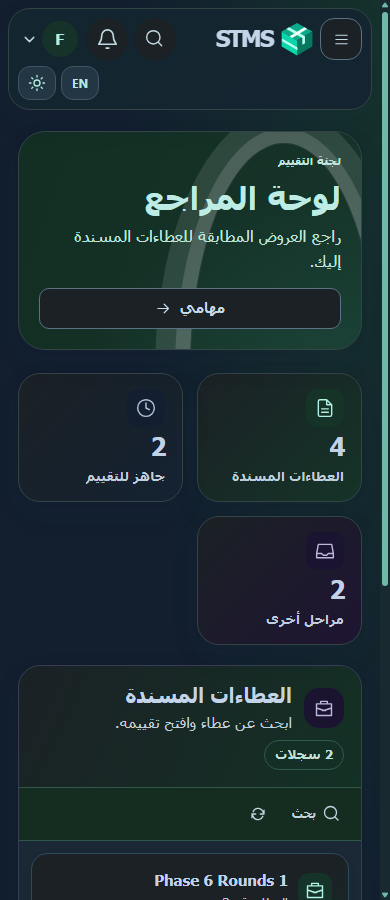 STMS
F
EN
لجنة التقييم
لوحة المراجع
راجع العروض المطابقة للعطاءات المسندة
إليك.
مهامي
4
العطاءات المسندة
2
جاهز للتقييم
2
مراحل أخرى
العطاءات المسندة
ابحث عن عطاء وافتح تقييمه.
2 سجلات
بحث
Phase 6 Rounds 1